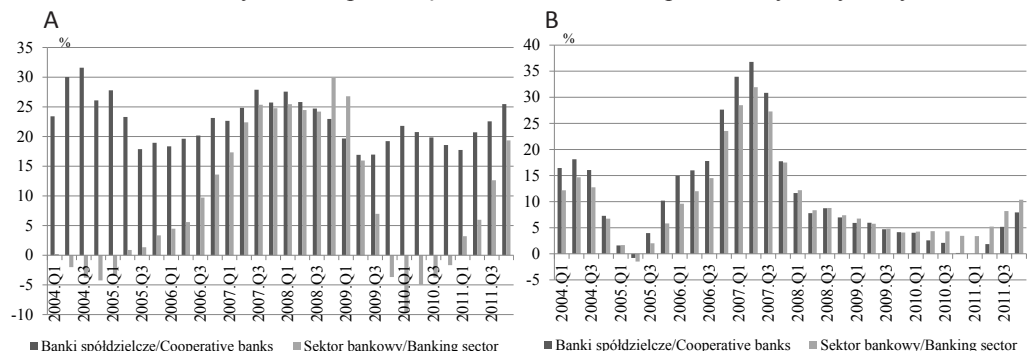 A
%
35
30
25
20
15
10
5
0
-5
-10
2004.Q1
2004.Q3
2005.Q1
2005.Q3
2006.Q1
2006.Q3
2007.Q1
2007.Q3
2008.Q1
2008.Q3
2009.Q1
2009.Q3
2010.Q1
2010.Q3
2011.Q1
2011.Q3
Banki spółdzielcze/Cooperative banks
Sektor bankowy/Banking sector
B
%
40
35
30
25
20
15
10
5
0
-5
2004.Q1
2004.Q3
2005.Q1
2005.Q3
2006.Q1
2006.Q3
2007.Q1
2007.Q3
2008.Q1
2008.Q3
2009.Q1
2009.Q3
2010.Q1
2010.Q3
2011.Q1
2011.Q3
Banki spółdzielcze/Cooperative banks
Sektor bankowy/Banking sector